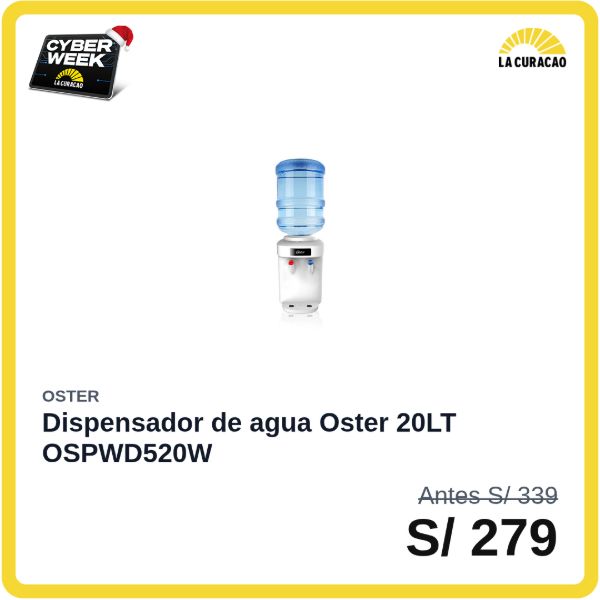 CYBER
WEEK
LA CURACAO
LA CURACAO
OSTER
Dispensador de agua Oster 20LT
OSPWD520W
Antes S/ 339
S/ 279